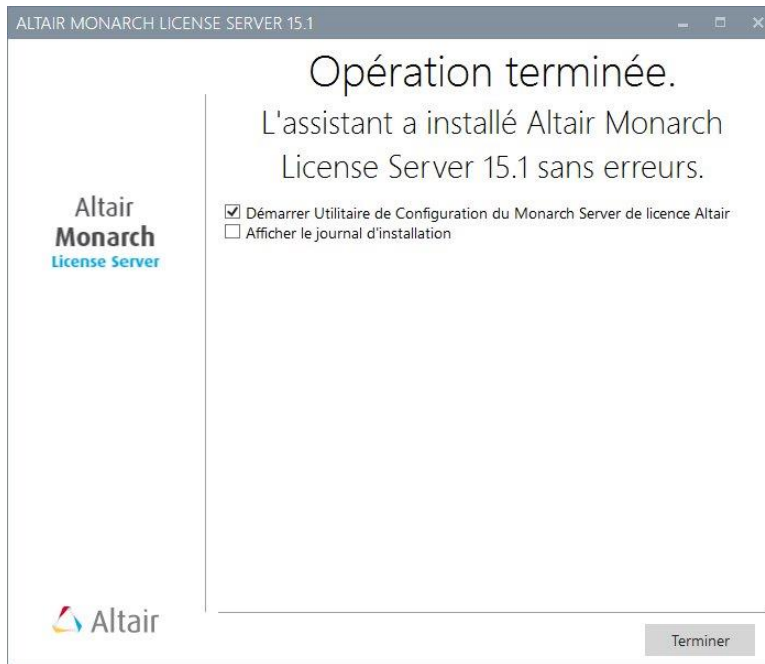 ALTAIR MONARCH LICENSE SERVER 15.1
Opération terminée.
L'assistant a installé Altair Monarch
License Server 15.1 sans erreurs.
Altair
Monarch
License Server
Démarrer Utilitaire de Configuration du Monarch Server de licence Altair
Afficher le journal d'installation
Altair
Terminer